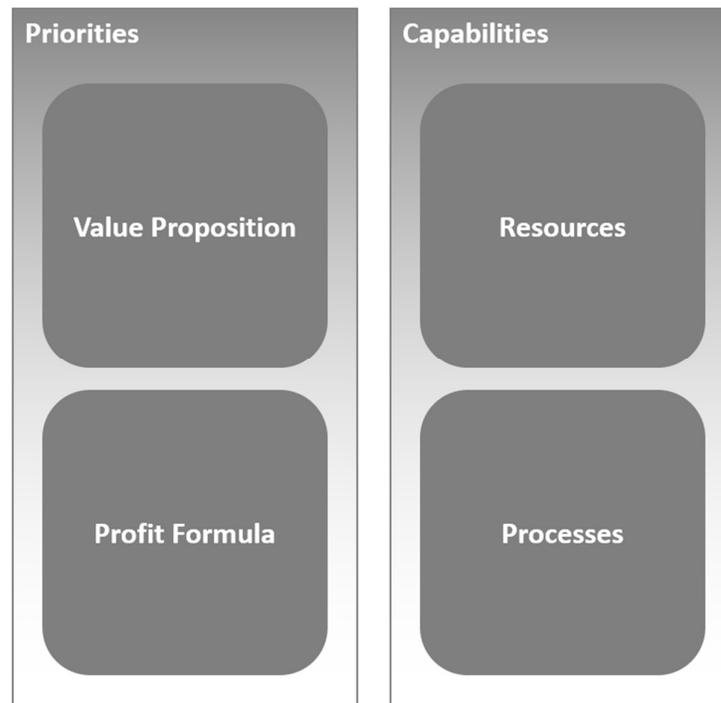 Priorities
Value Proposition
Profit Formula
Capabilities
Resources
Processes